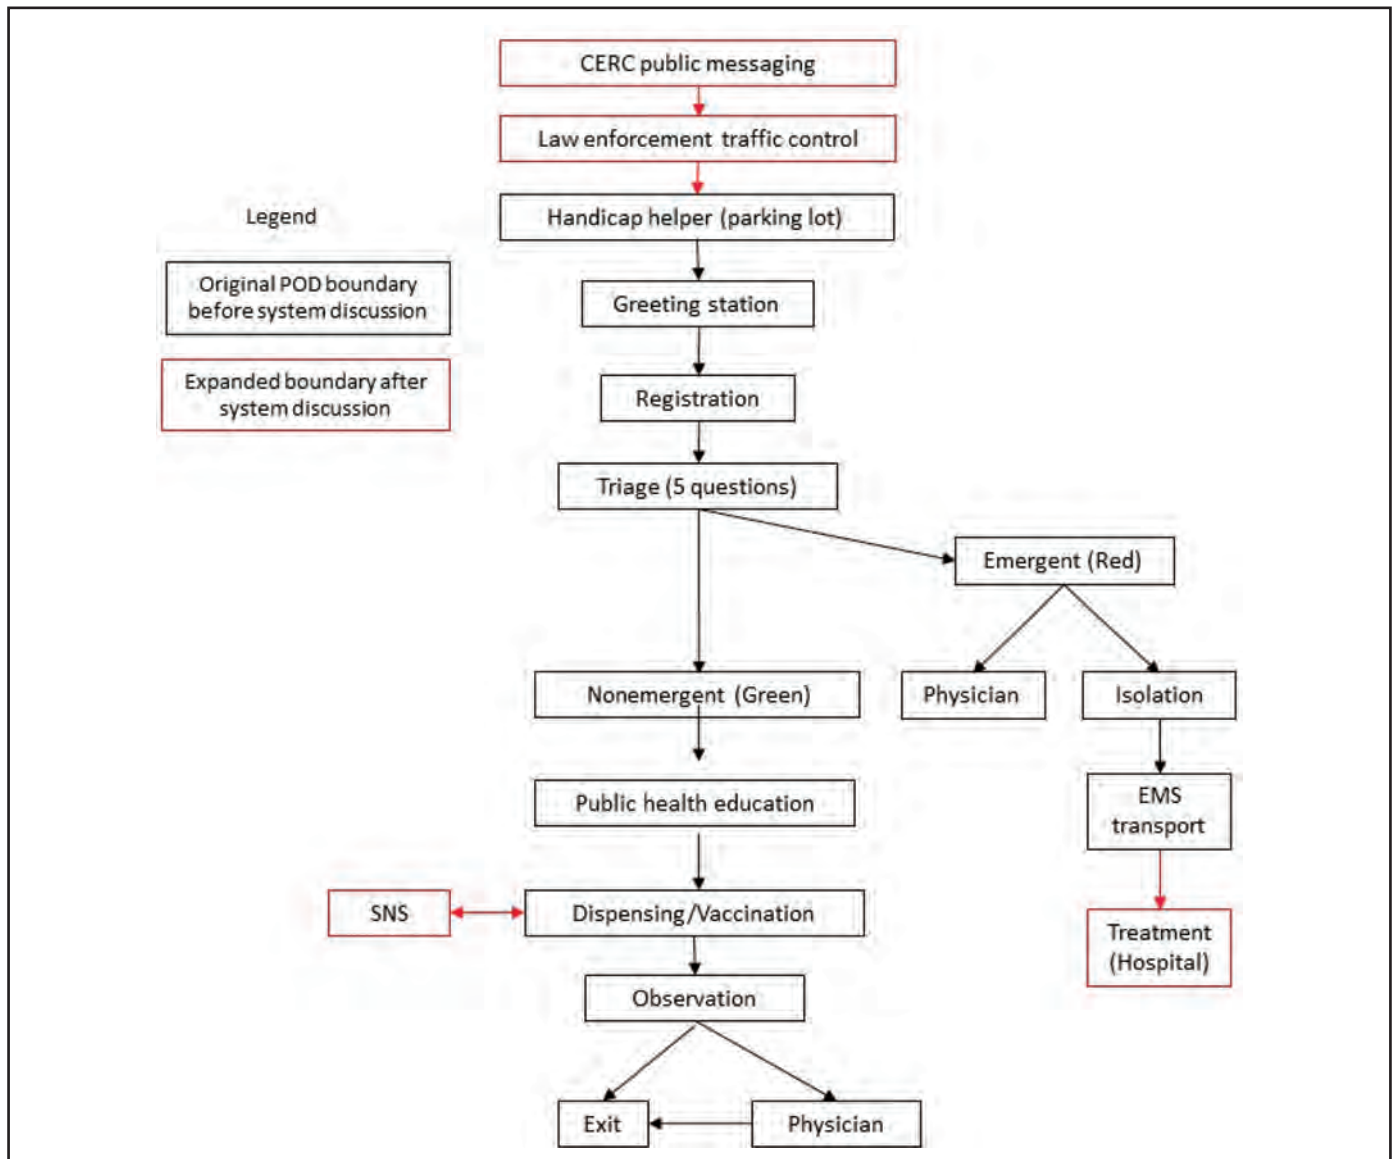 CERC public messaging
Law enforcement traffic control
Handicap helper (parking lot)
Legend
Original POD boundary
before system discussion
Expanded boundary after
system discussion
Greeting station
Registration
Triage (5 questions)
Emergent (Red)
Nonemergent (Green)
Physician
Isolation
Public health education
EMS
transport
SNS
Dispensing/Vaccination
Treatment
(Hospital)
Observation
Exit
Physician